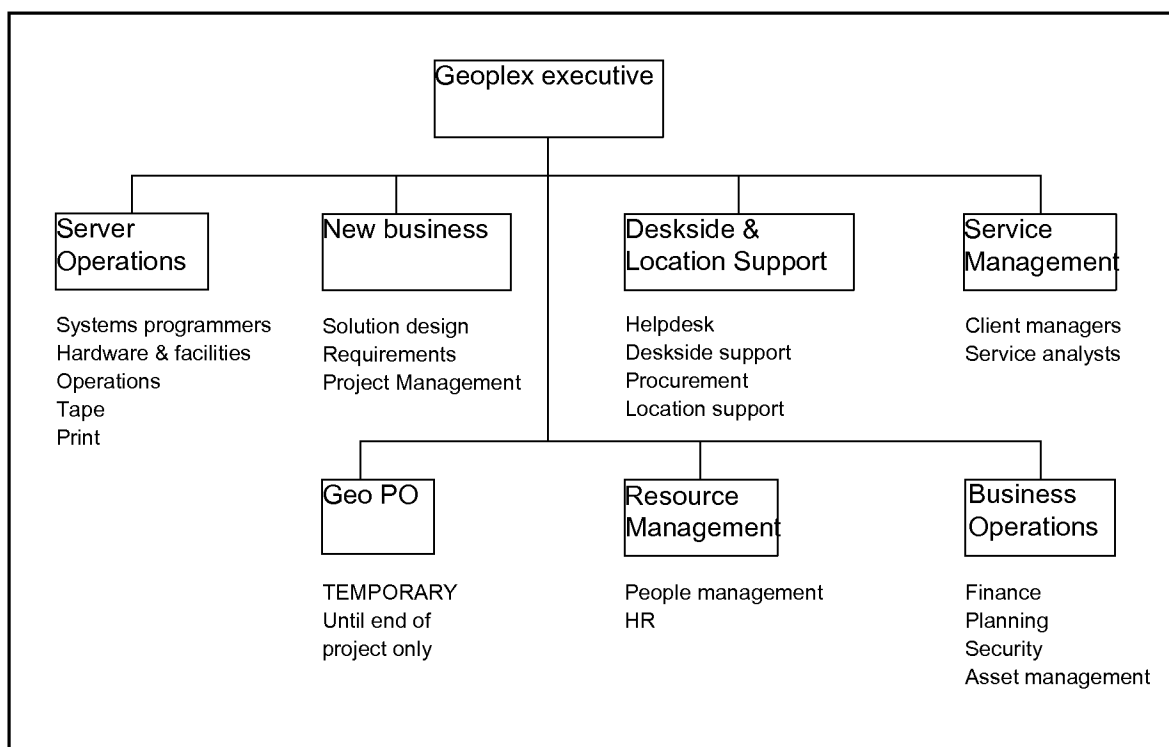 Geoplex executive
Server
Operations
New business
Deskside &
Location Support
Service
Management
Systems programmers
Hardware & facilities
Operations
Tape
Print
Solution design
Requirements
Project Management
Helpdesk
Deskside support
Procurement
Location support
Client managers
Service analysts
Geo PO
Resource
Management
Business
Operations
TEMPORARY
Until end of
project only
People management
HR
Finance
Planning
Security
Asset management